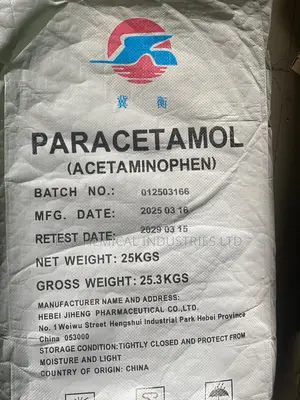 冀 衡
PARACETAMOL
(ACETAMINOPHEN)
BATCH NO.: 012503166
MFG. DATE: 2025 03 16
RETEST DATE: 2029 03 15
EMICAL INDUSTRIES LTD
NET WEIGHT: 25KGS
GROSS WEIGHT: 25.3KGS
MANUFACTURER NAME AND ADDRESS:
HEBEI JIHENG PHARMACEUTICAL CO.,LTD.
No. 1 Weiwu Street Hengshui Industrial Park Hebei Province
China 053000
STORAGE CONDITION: TIGHTLY CLOSED AND PROTECT FROM
MOISTURE AND LIGHT
COUNTRY OF ORIGIN: CHINA